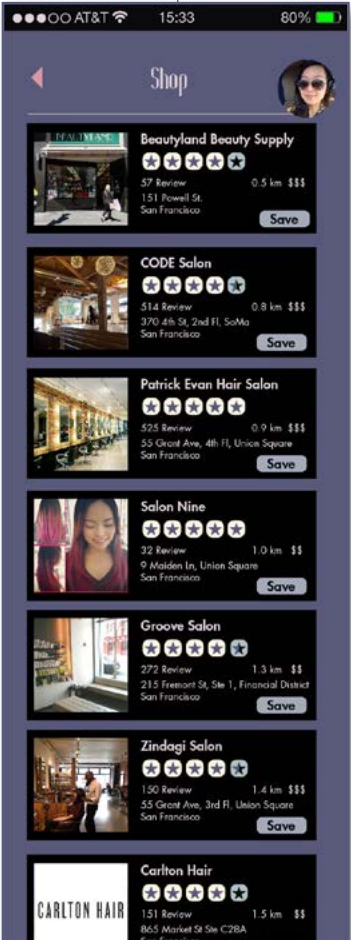 AT&T 15:33 80%
Shop
BEAUTYLAND
Beautyland Beauty Supply
57 Review 0.5 km $$$
151 Powell St.
San Francisco
Save
CODE Salon
514 Review 0.8 km $$$
370 4th St, 2nd Fl, SoMa
San Francisco
Save
Patrick Evan Hair Salon
525 Review 0.9 km $$$
55 Grant Ave, 4th Fl, Union Square
San Francisco
Save
Salon Nine
32 Review 1.0 km $$
9 Maiden Ln, Union Square
San Francisco
Save
Groove Salon
272 Review 1.3 km $$
215 Fremont St, Ste 1, Financial District
San Francisco
Save
Zindagi Salon
150 Review 1.4 km $$$
55 Grant Ave, 3rd Fl, Union Square
San Francisco
Save
CARLTON HAIR
Carlton Hair
151 Review 1.5 km $$
865 Market St Ste C28A
San Francisco